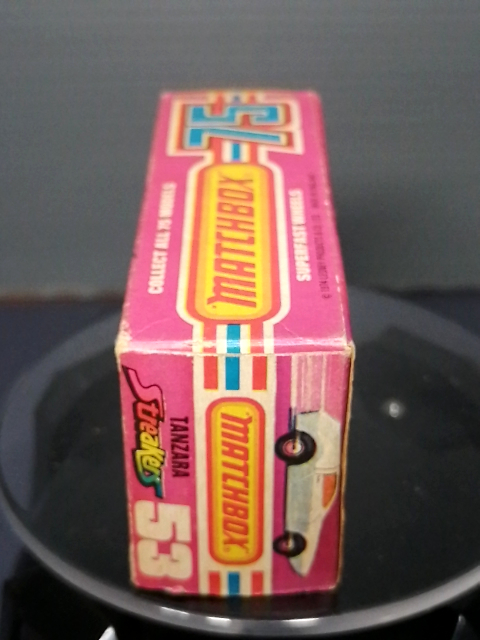 75
COLLECT ALL 75 MODELS
MATCHBOX
SUPERFAST WHEELS
Streakers
TANZARA
53
MATCHBOX